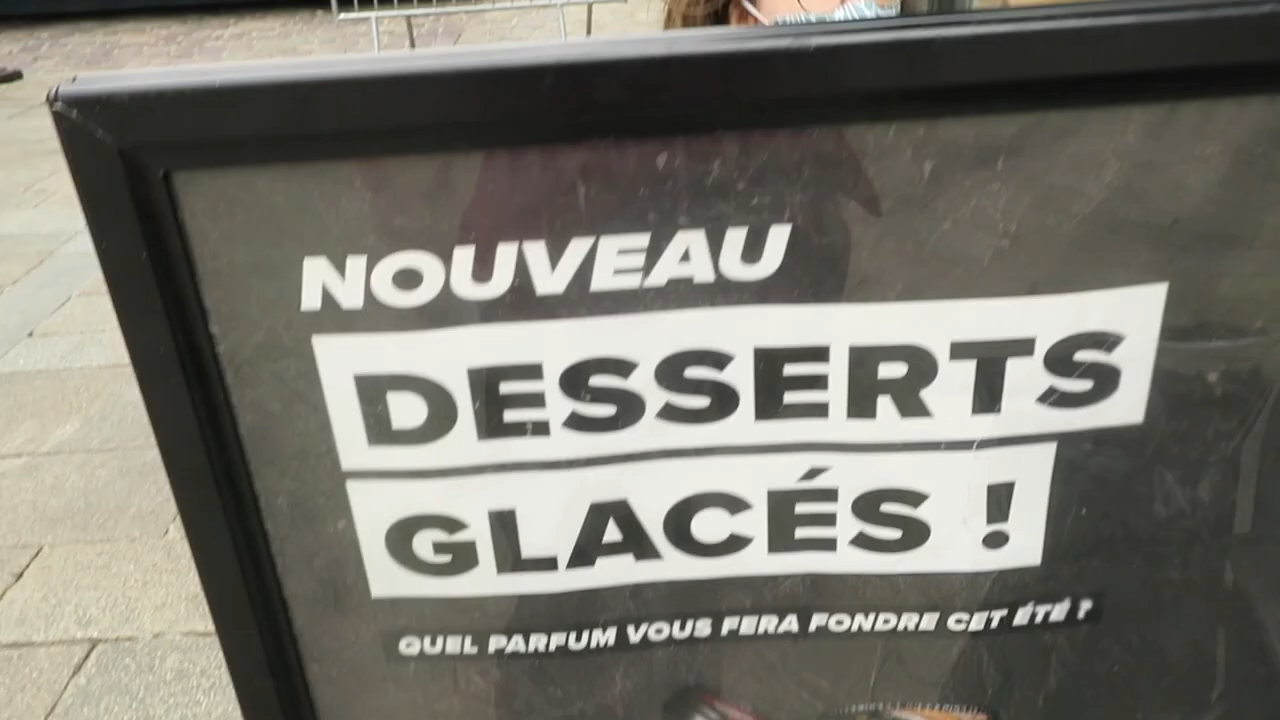 NOUVEAU
DESSERTS
GLACÉS !
QUEL PARFUM VOUS FERA FONDRE CET ÉTÉ ?